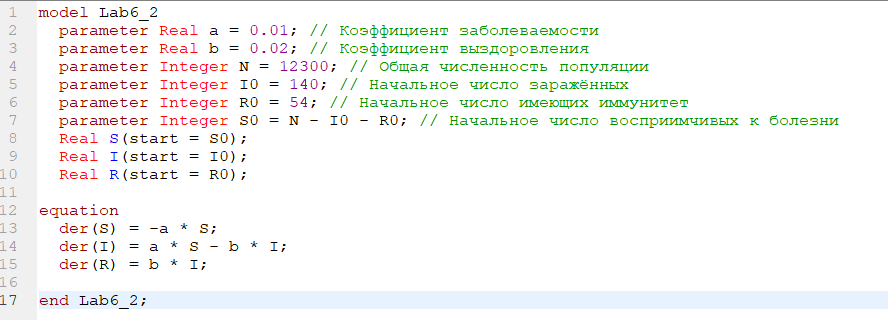 1 model Lab6_2
2   parameter Real a = 0.01; // Коэффициент заболеваемости
3   parameter Real b = 0.02; // Коэффициент выздоровления
4   parameter Integer N = 12300; // Общая численность популяции
5   parameter Integer I0 = 140; // Начальное число заражённых
6   parameter Integer R0 = 54; // Начальное число имеющих иммунитет
7   parameter Integer S0 = N - I0 - R0; // Начальное число восприимчивых к болезни
8   Real S(start = S0);
9   Real I(start = I0);
10   Real R(start = R0);
11
12 equation
13   der(S) = -a * S;
14   der(I) = a * S - b * I;
15   der(R) = b * I;
16
17 end Lab6_2;